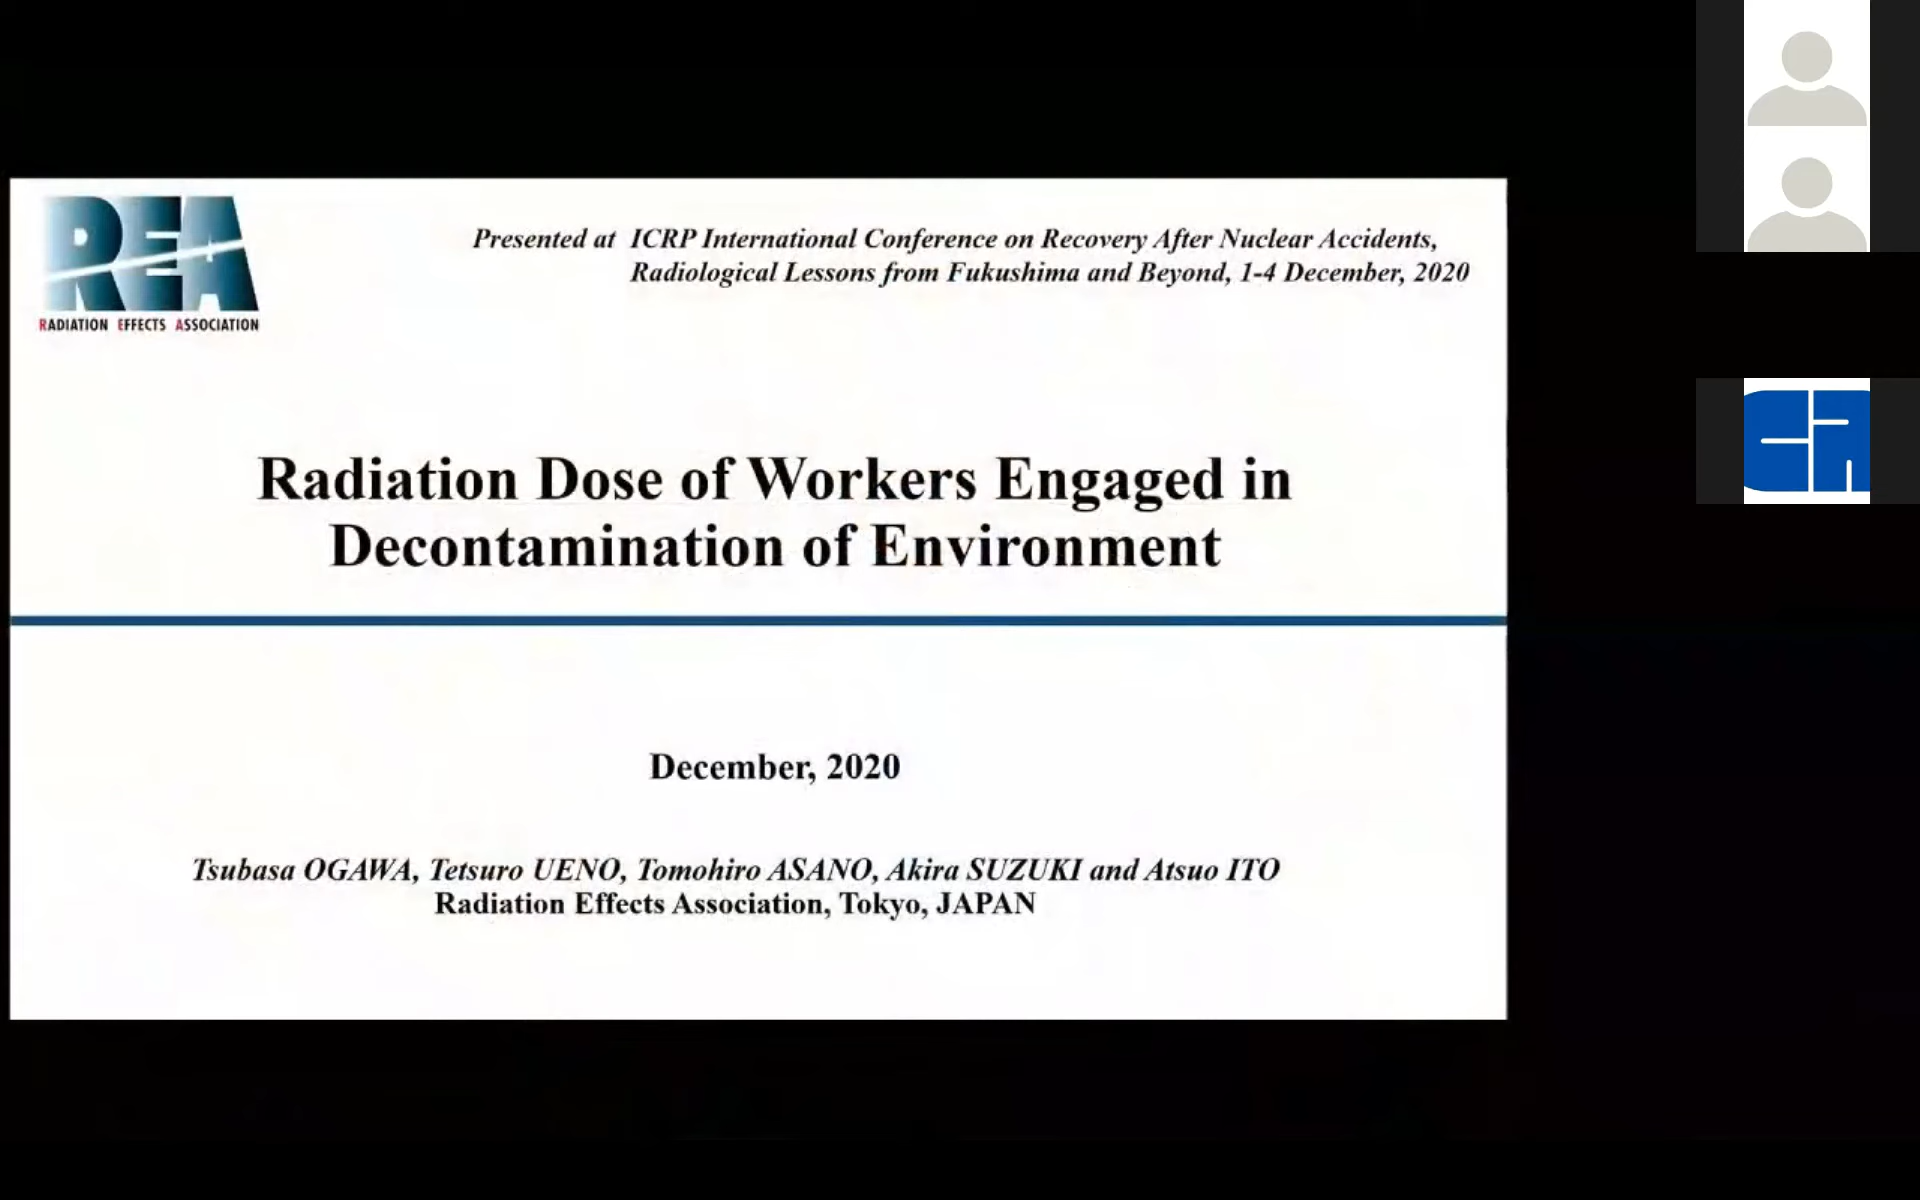 REA
RADIATION EFFECTS ASSOCIATION
Presented at ICRP International Conference on Recovery After Nuclear Accidents,
Radiological Lessons from Fukushima and Beyond, 1-4 December, 2020
Radiation Dose of Workers Engaged in
Decontamination of Environment
December, 2020
Tsubasa OGAWA, Tetsuro UENO, Tomohiro ASANO, Akira SUZUKI and Atsuo ITO
Radiation Effects Association, Tokyo, JAPAN